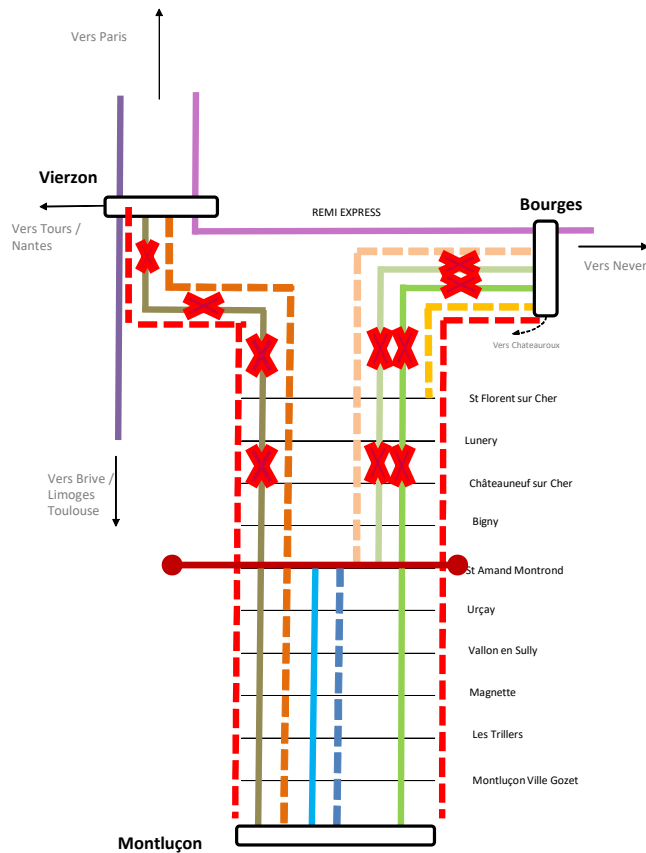 Vers Paris
Vierzon
Vers Tours /
Nantes
REMI EXPRESS
Bourges
Vers Never
Vers Chateauroux
St Florent sur Cher
Lunery
Vers Brive /
Limoges
Toulouse
Châteauneuf sur Cher
Bigny
St Amand Montrond
Urçay
Vallon en Sully
Magnette
Les Trillers
Montluçon Ville Gozet
Montluçon